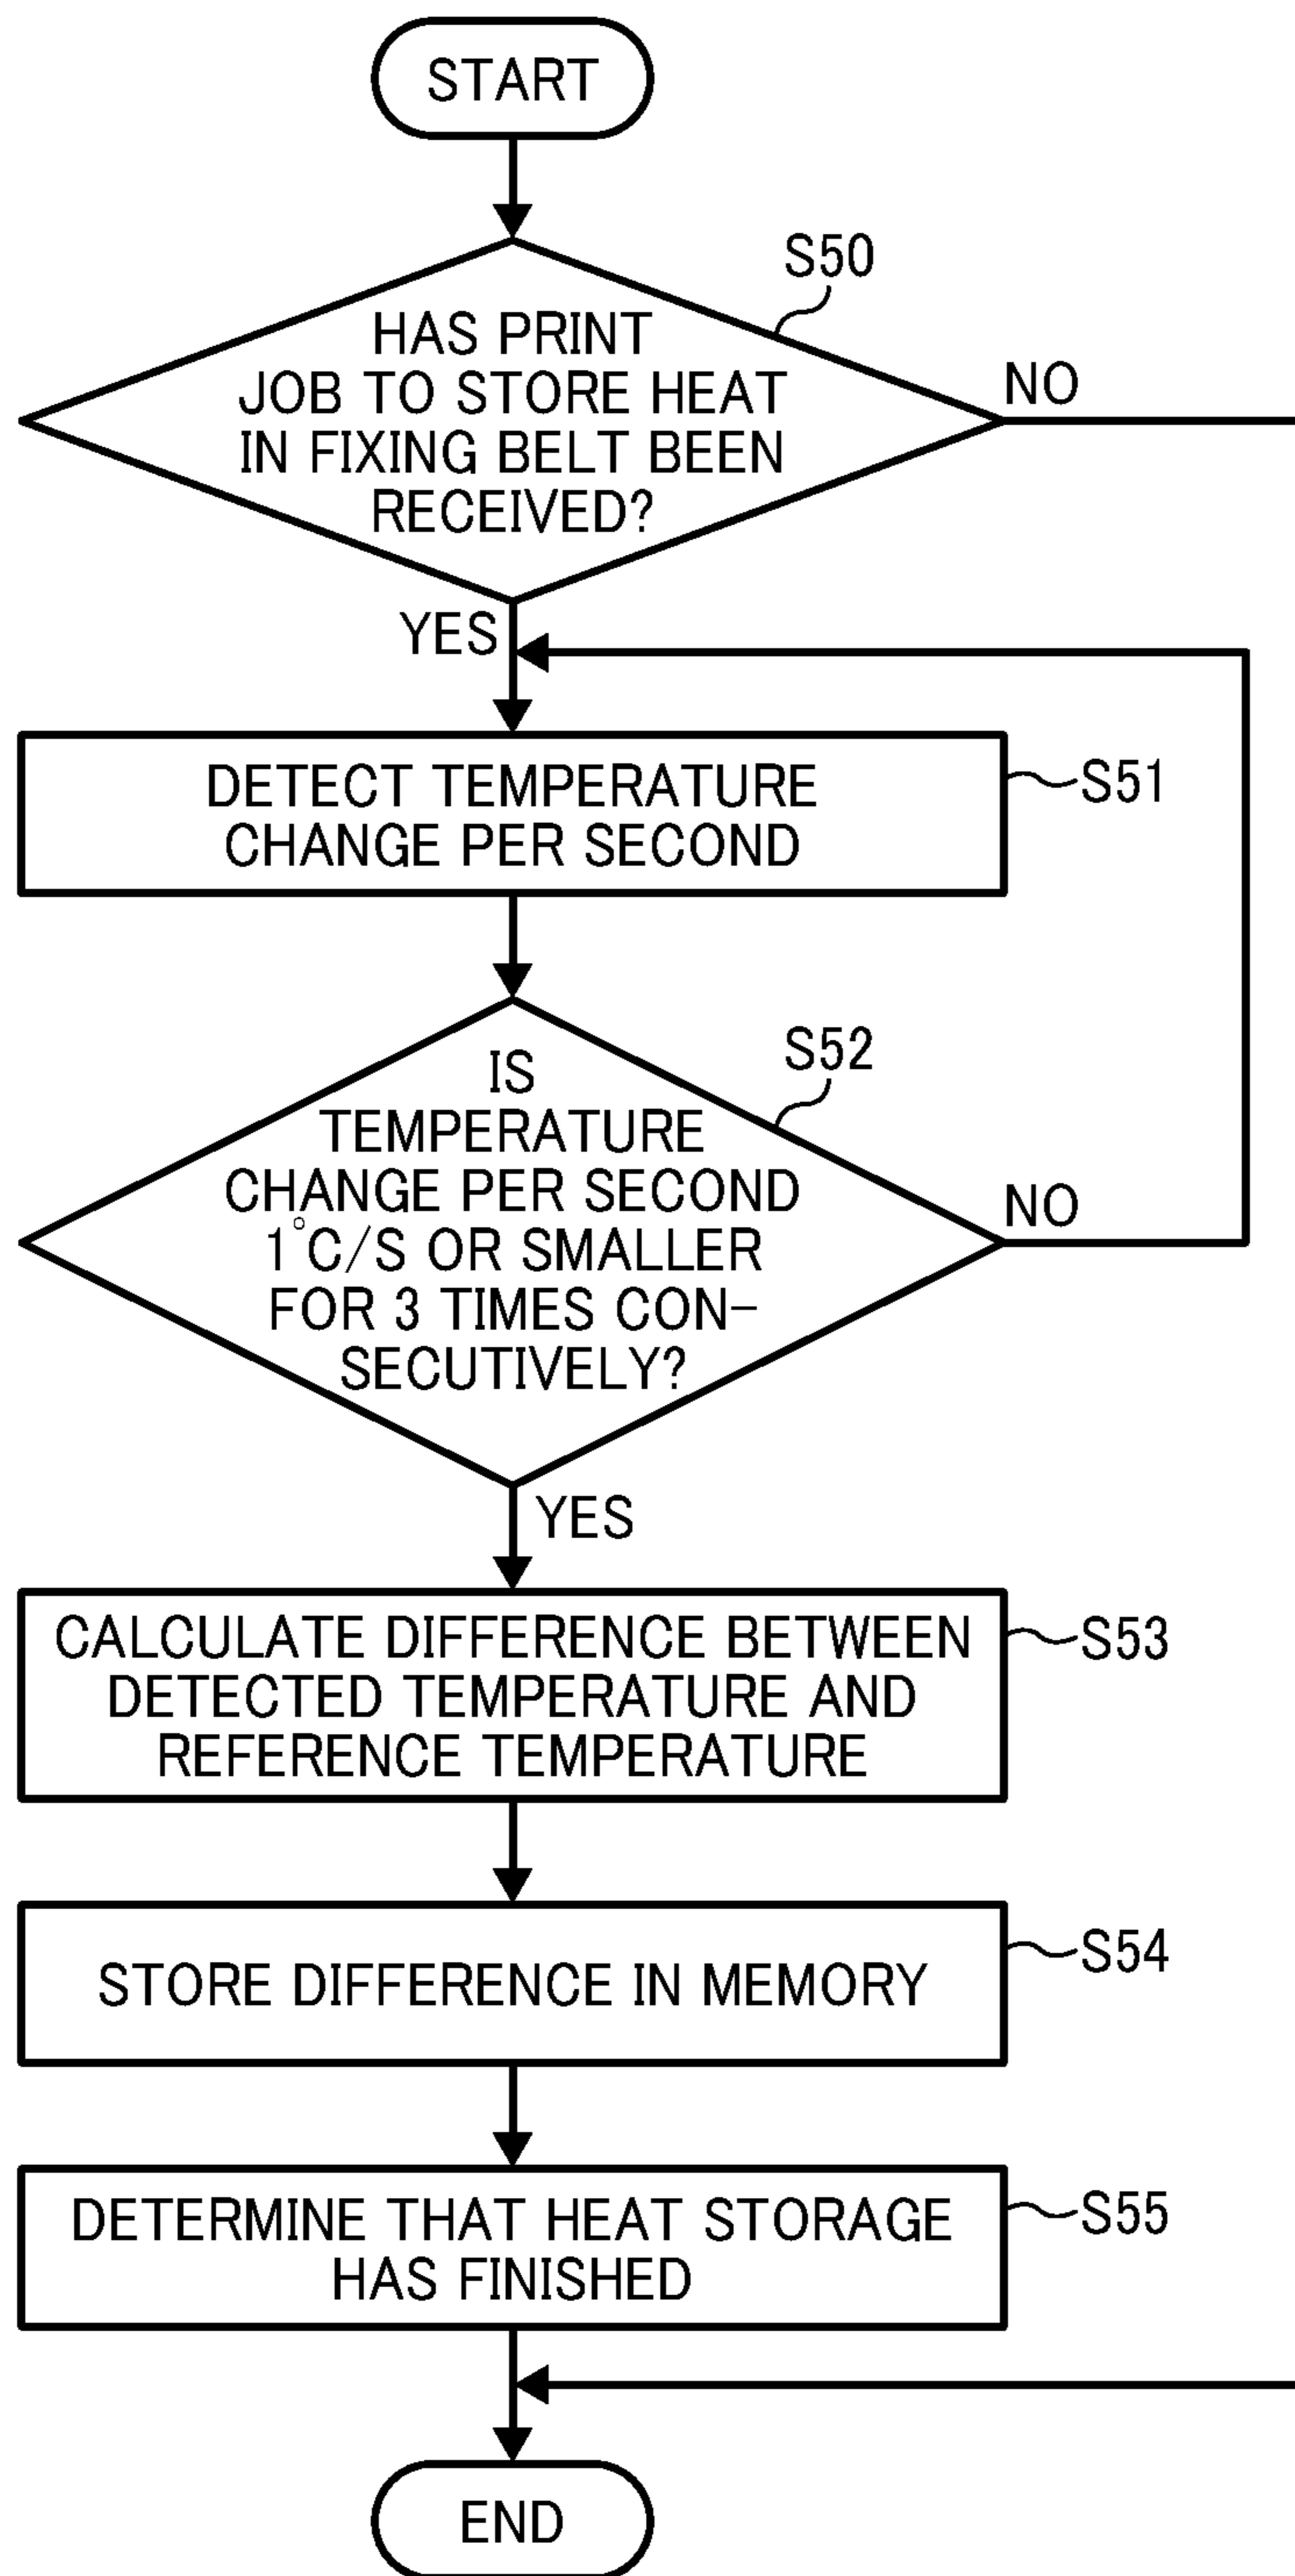 START
S50
HAS PRINT
JOB TO STORE HEAT
IN FIXING BELT BEEN
RECEIVED?
NO
YES
DETECT TEMPERATURE
CHANGE PER SECOND
S51
S52
IS
TEMPERATURE
CHANGE PER SECOND
1°C/S OR SMALLER
FOR 3 TIMES CON-
SECUTIVELY?
NO
YES
CALCULATE DIFFERENCE BETWEEN
DETECTED TEMPERATURE AND
REFERENCE TEMPERATURE
S53
STORE DIFFERENCE IN MEMORY
S54
DETERMINE THAT HEAT STORAGE
HAS FINISHED
S55
END